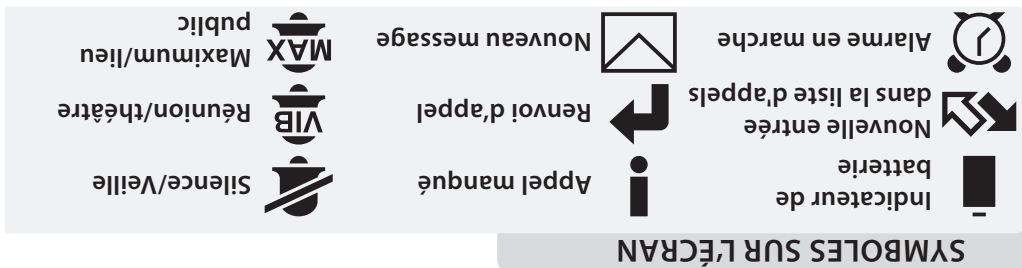 SYMBOLES SUR L'ÉCRAN
Indicateur de
batterie
Nouvelle entrée
dans la liste d'appels
Alarme en marche
Appel manqué
Renvoi d'appel
Nouveau message
Silence/Veille
VIB
Réunion/théâtre
MAX
Maximum/lieu
public